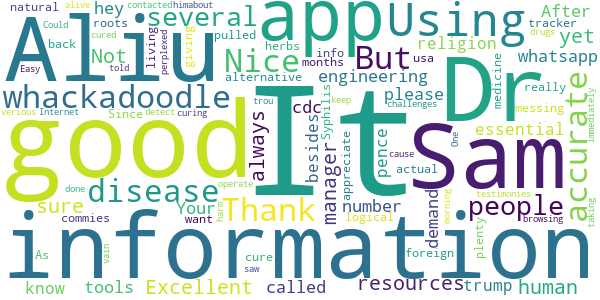 natural alive contacted himabout
Could hey several app Using After yet
roots Not living giving perplexed pulled back
Easy told cured
Aliu Nice herbs info tracker religion whatsapp
months usa drugs
alternative really
whackadoodle But engineering please messing medicine
Since Syphilis trou keep challenges
Internet detect curing
verious
good It Dr Sam accurate
always cdc besides appreciate pence actual essential immediately
manager cause One
disease people
sure Your Thank number logical demand
commies want harm operate morning testimonies browsing taking
done vain
information
As cure saw foreign plenty
know tools Excellent called resources trump human